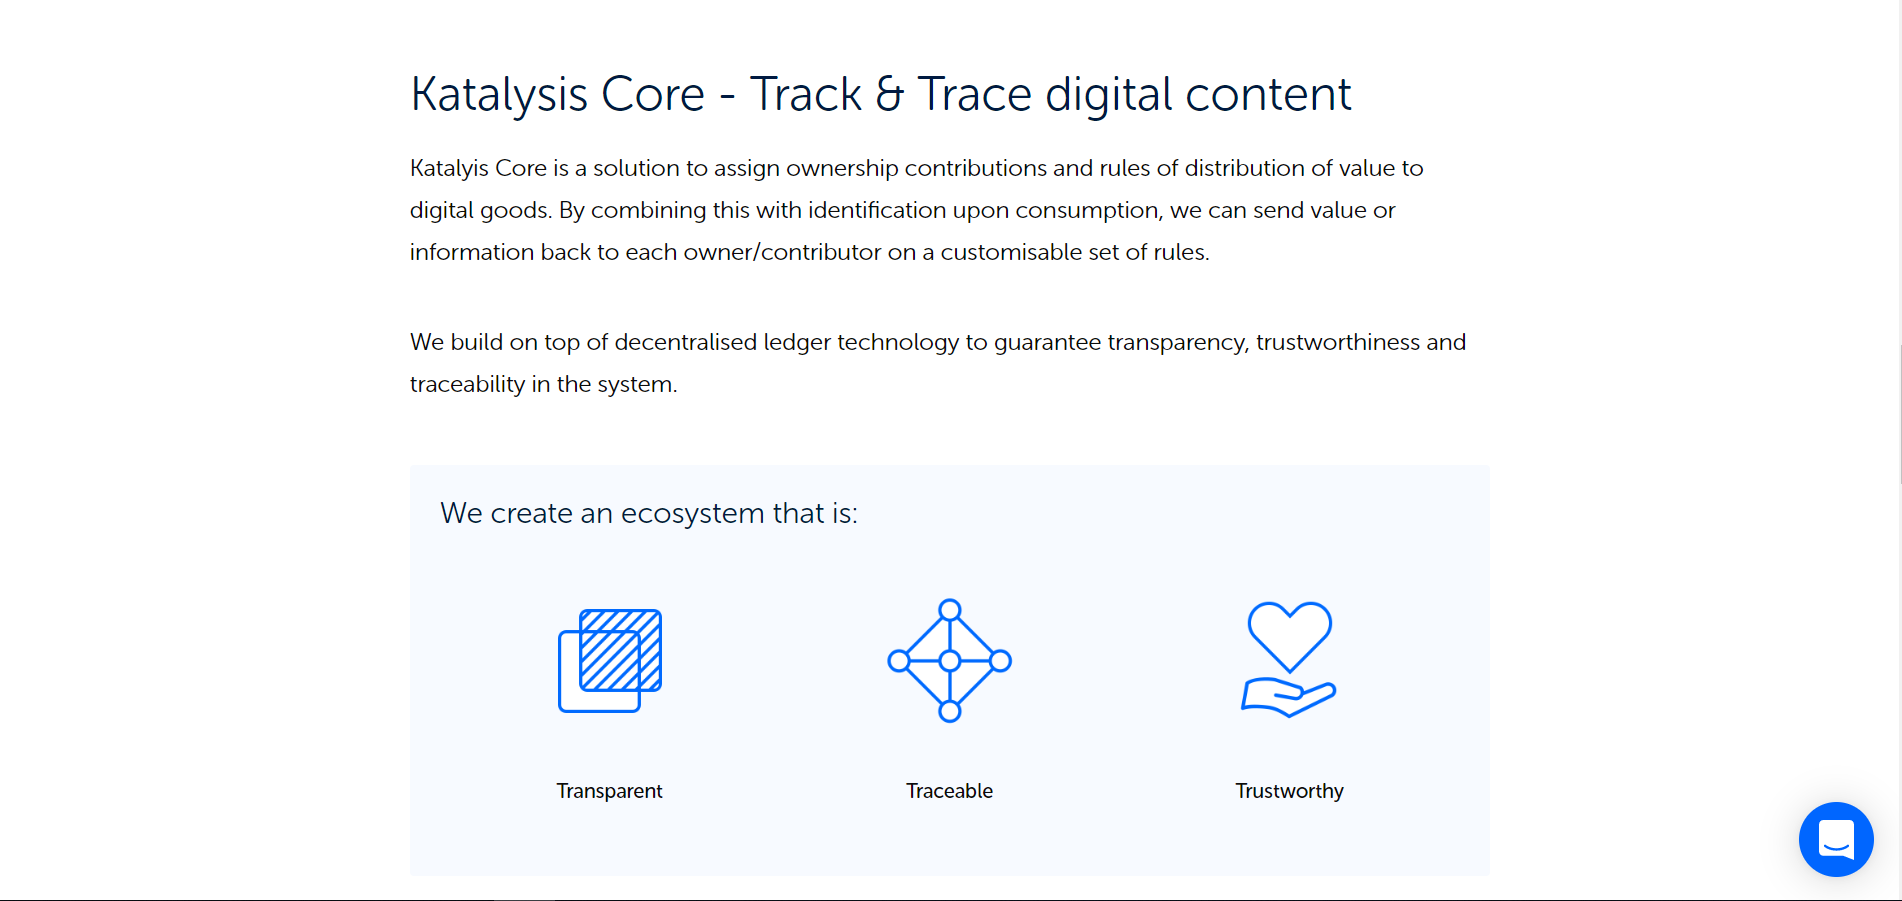 Katalysis Core - Track & Trace digital content
Katalyis Core is a solution to assign ownership contributions and rules of distribution of value to
digital goods. By combining this with identification upon consumption, we can send value or
information back to each owner/contributor on a customisable set of rules.
We build on top of decentralised ledger technology to guarantee transparency, trustworthiness and
traceability in the system.
We create an ecosystem that is:
Transparent
Traceable
Trustworthy